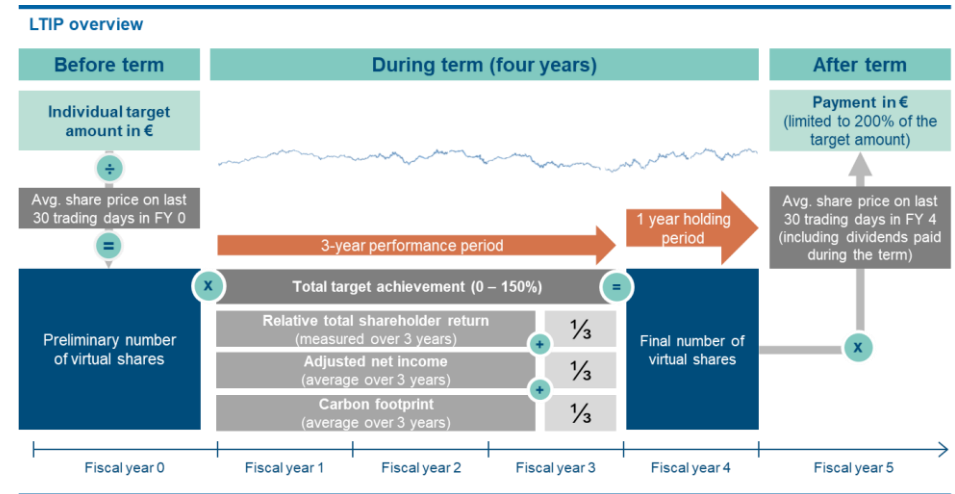 LTIP overview
Before term
During term (four years)
After term
Individual target
amount in €
÷
Avg. share price on last
30 trading days in FY 0
=
Preliminary number
of virtual shares
3-year performance period
1 year holding
period
x
Total target achievement (0 – 150%)
=
Relative total shareholder return
(measured over 3 years)
⅓
+
Adjusted net income
(average over 3 years)
⅓
+
Carbon footprint
(average over 3 years)
⅓
Final number of
virtual shares
Payment in €
(limited to 200% of the
target amount)
Avg. share price on last
30 trading days in FY 4
(including dividends paid
during the term)
x
Fiscal year 0
Fiscal year 1
Fiscal year 2
Fiscal year 3
Fiscal year 4
Fiscal year 5